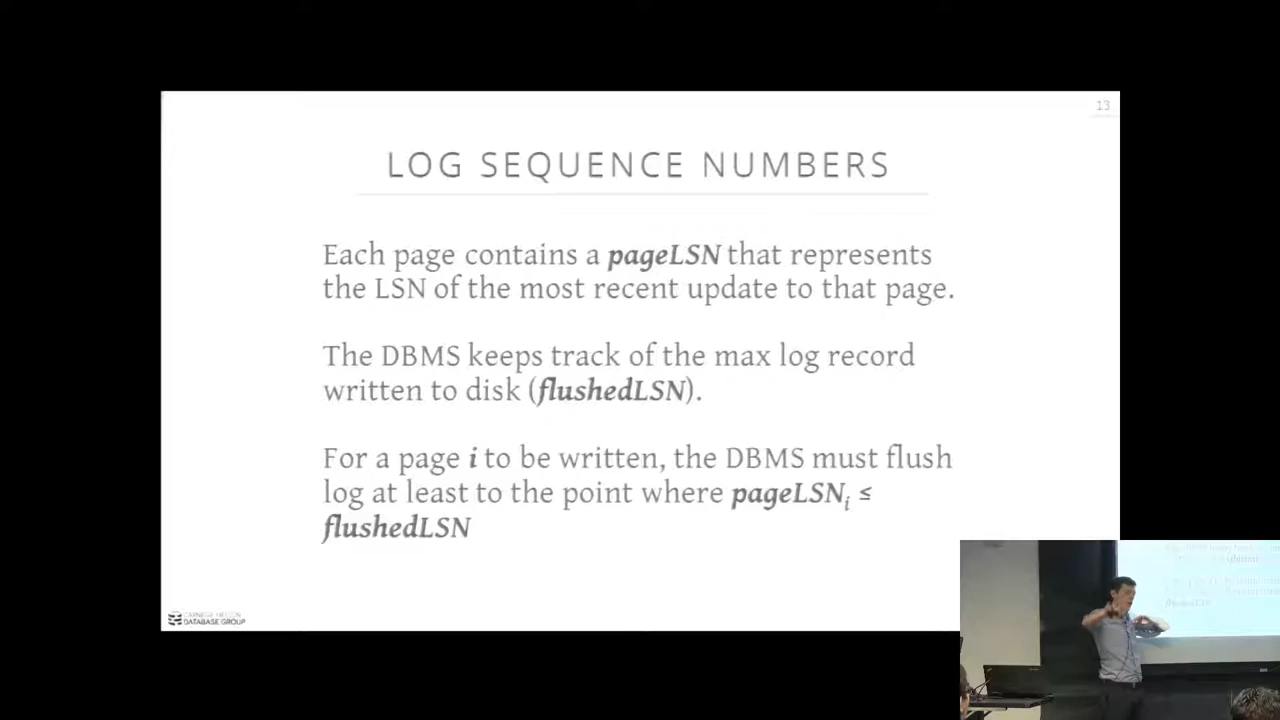 13
LOG SEQUENCE NUMBERS
Each page contains a pageLSN that represents
the LSN of the most recent update to that page.
The DBMS keeps track of the max log record
written to disk (flushedLSN).
For a page i to be written, the DBMS must flush
log at least to the point where pageLSNi ≤
flushedLSN
CARNEGIE MELLON
DATABASE GROUP